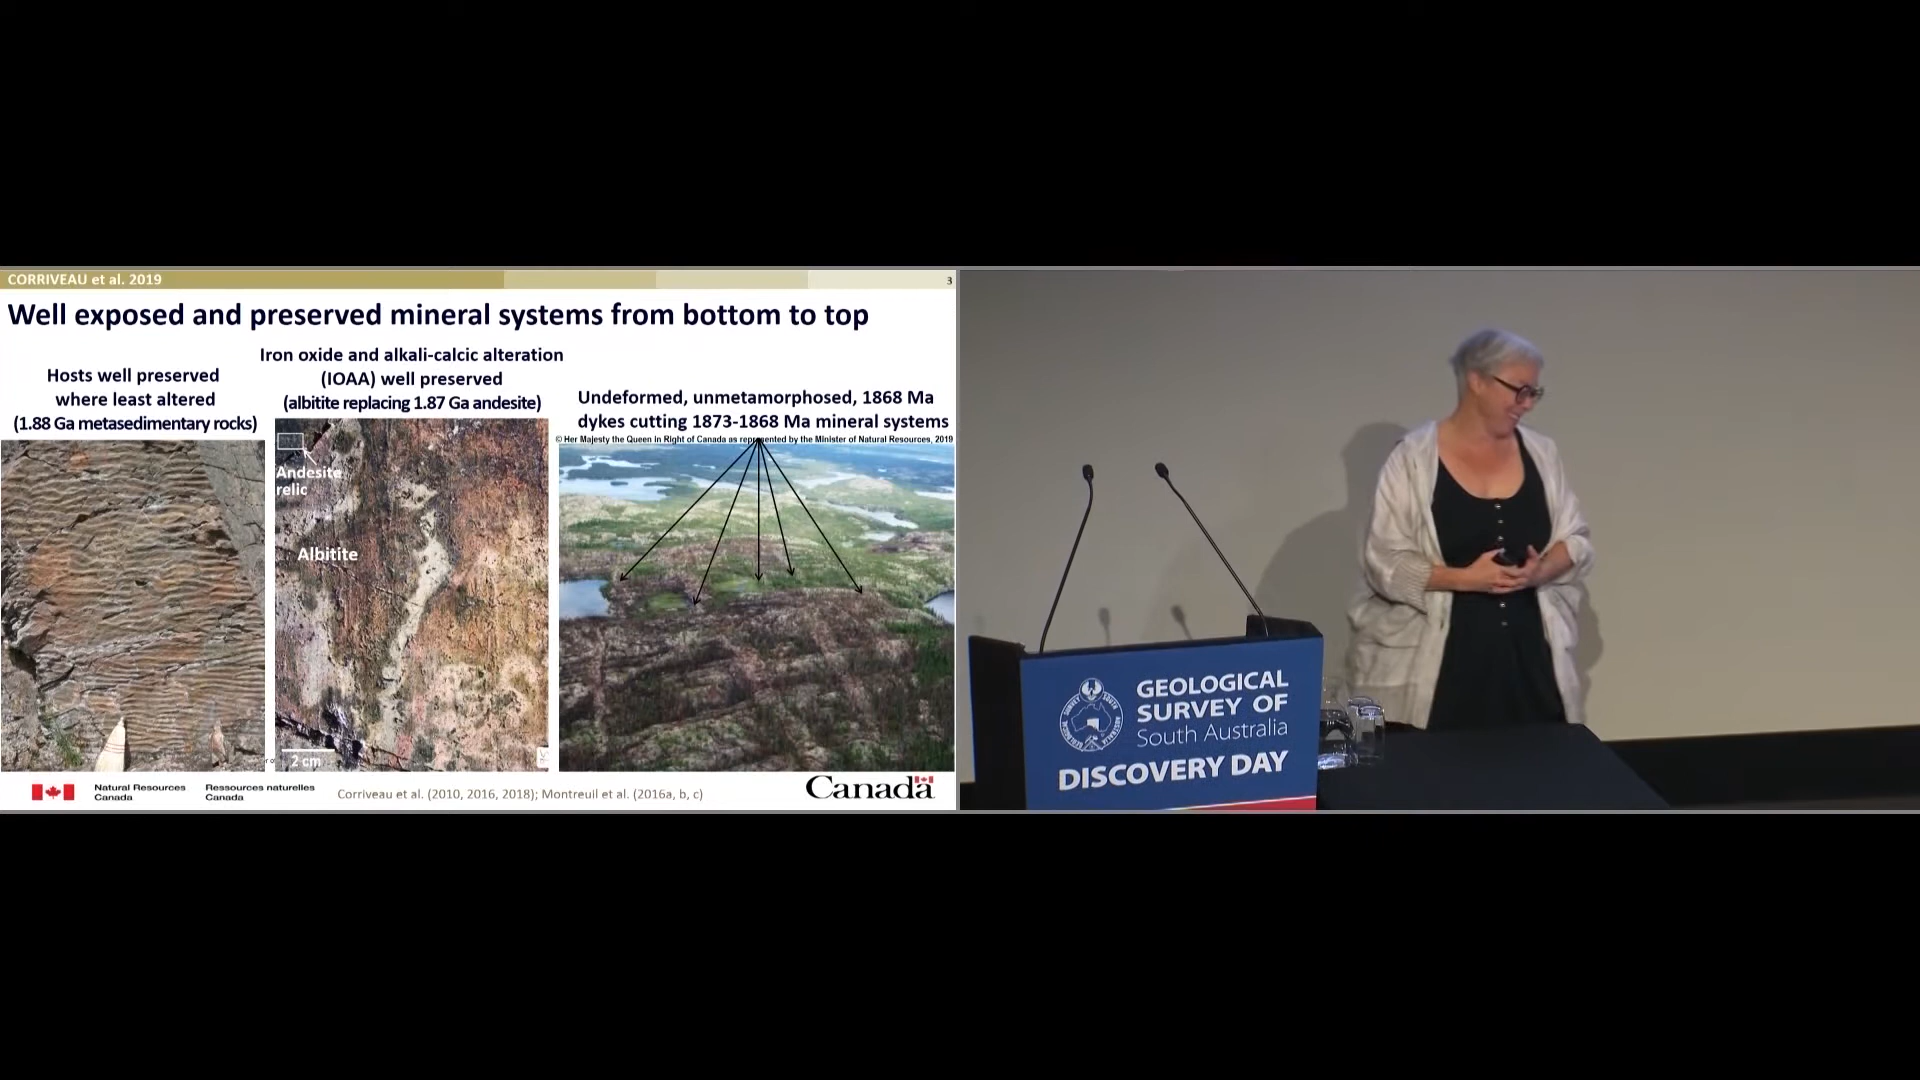 CORRIVEAU et al. 2019
3
Well exposed and preserved mineral systems from bottom to top
Hosts well preserved
where least altered
(1.88 Ga metasedimentary rocks)
Iron oxide and alkali-calcic alteration
(IOAA) well preserved
(albitite replacing 1.87 Ga andesite)
Undeformed, unmetamorphosed, 1868 Ma
dykes cutting 1873-1868 Ma mineral systems
© Her Majesty the Queen in Right of Canada as represented by the Minister of Natural Resources, 2019
Andesite
relic
Albitite
2 cm
Natural Resources
Canada
Ressources naturelles
Canada
Corriveau et al. (2010, 2016, 2018); Montreuil et al. (2016a, b, c)
Canada
GEOLOGICAL
SURVEY OF
South Australia
DISCOVERY DAY